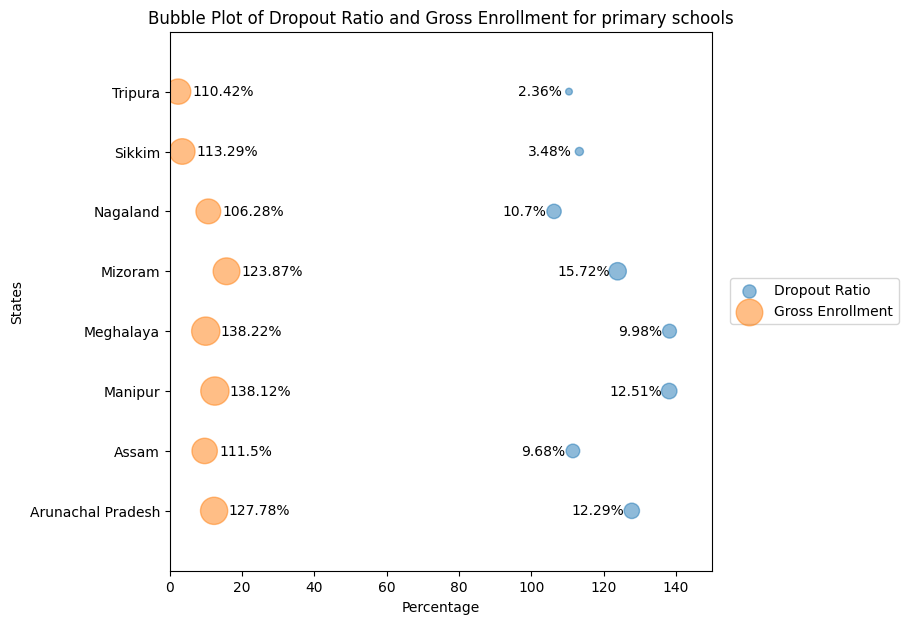 Bubble Plot of Dropout Ratio and Gross Enrollment for primary schools
Tripura 110.42% 2.36%
Sikkim 113.29% 3.48%
Nagaland 106.28% 10.7%
Mizoram 123.87% 15.72%
Meghalaya 138.22% 9.98%
Manipur 138.12% 12.51%
Assam 111.5% 9.68%
Arunachal Pradesh 127.78% 12.29%
States
0 20 40 60 80 100 120 140
Percentage
Dropout Ratio
Gross Enrollment